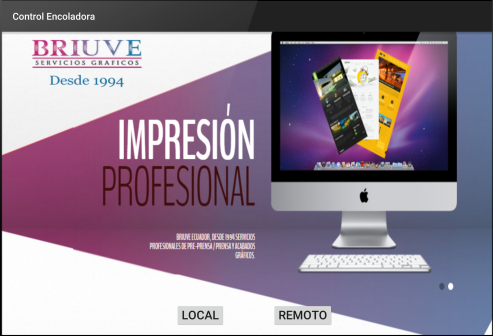 Control Encoladora
BRIUVE
SERVICIOS GRAFICOS
Desde 1994
IMPRESIÓN
PROFESIONAL
BRIUVE ECUADOR, DESDE 1994 SERVICIOS
PROFESIONALES DE PRE-PRENSA / PRENSA Y ACABADOS
GRÁFICOS.
LOCAL
REMOTO